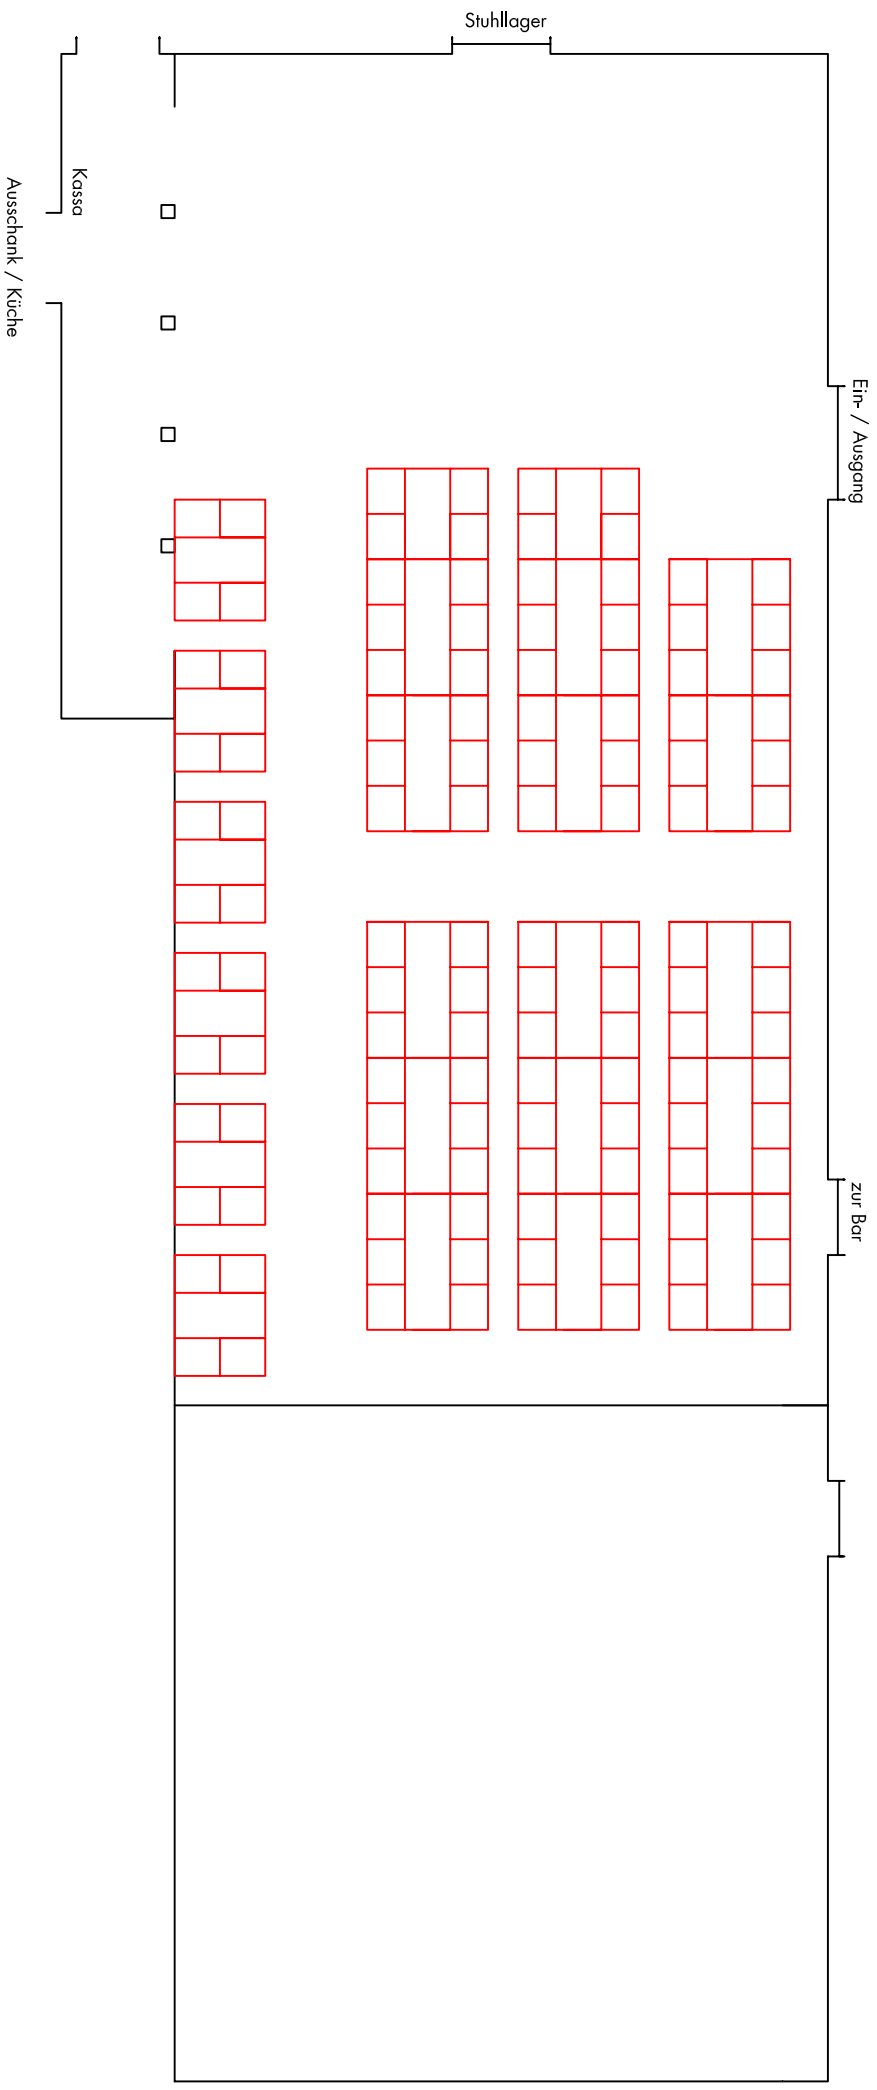 Stuhllager
Kassa
Ausschank / Küche
Ein- / Ausgang
zur Bar